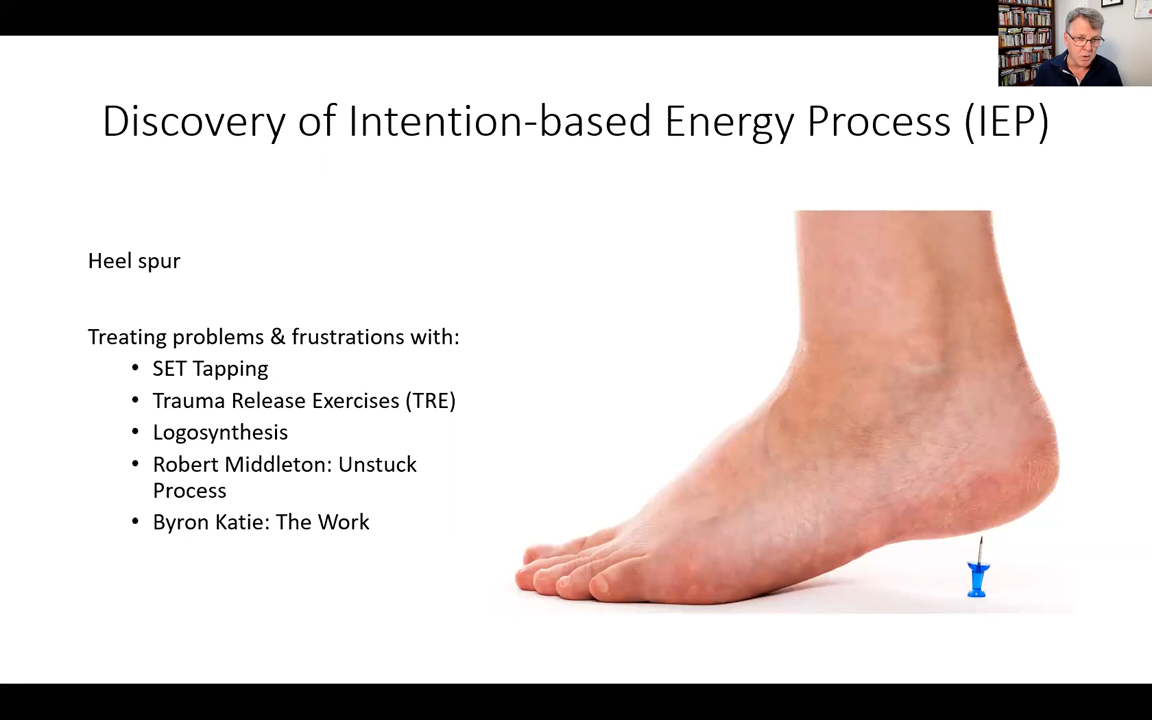 Discovery of Intention-based Energy Process (IEP)
Heel spur
Treating problems & frustrations with:
• SET Tapping
• Trauma Release Exercises (TRE)
• Logosynthesis
• Robert Middleton: Unstuck
Process
• Byron Katie: The Work